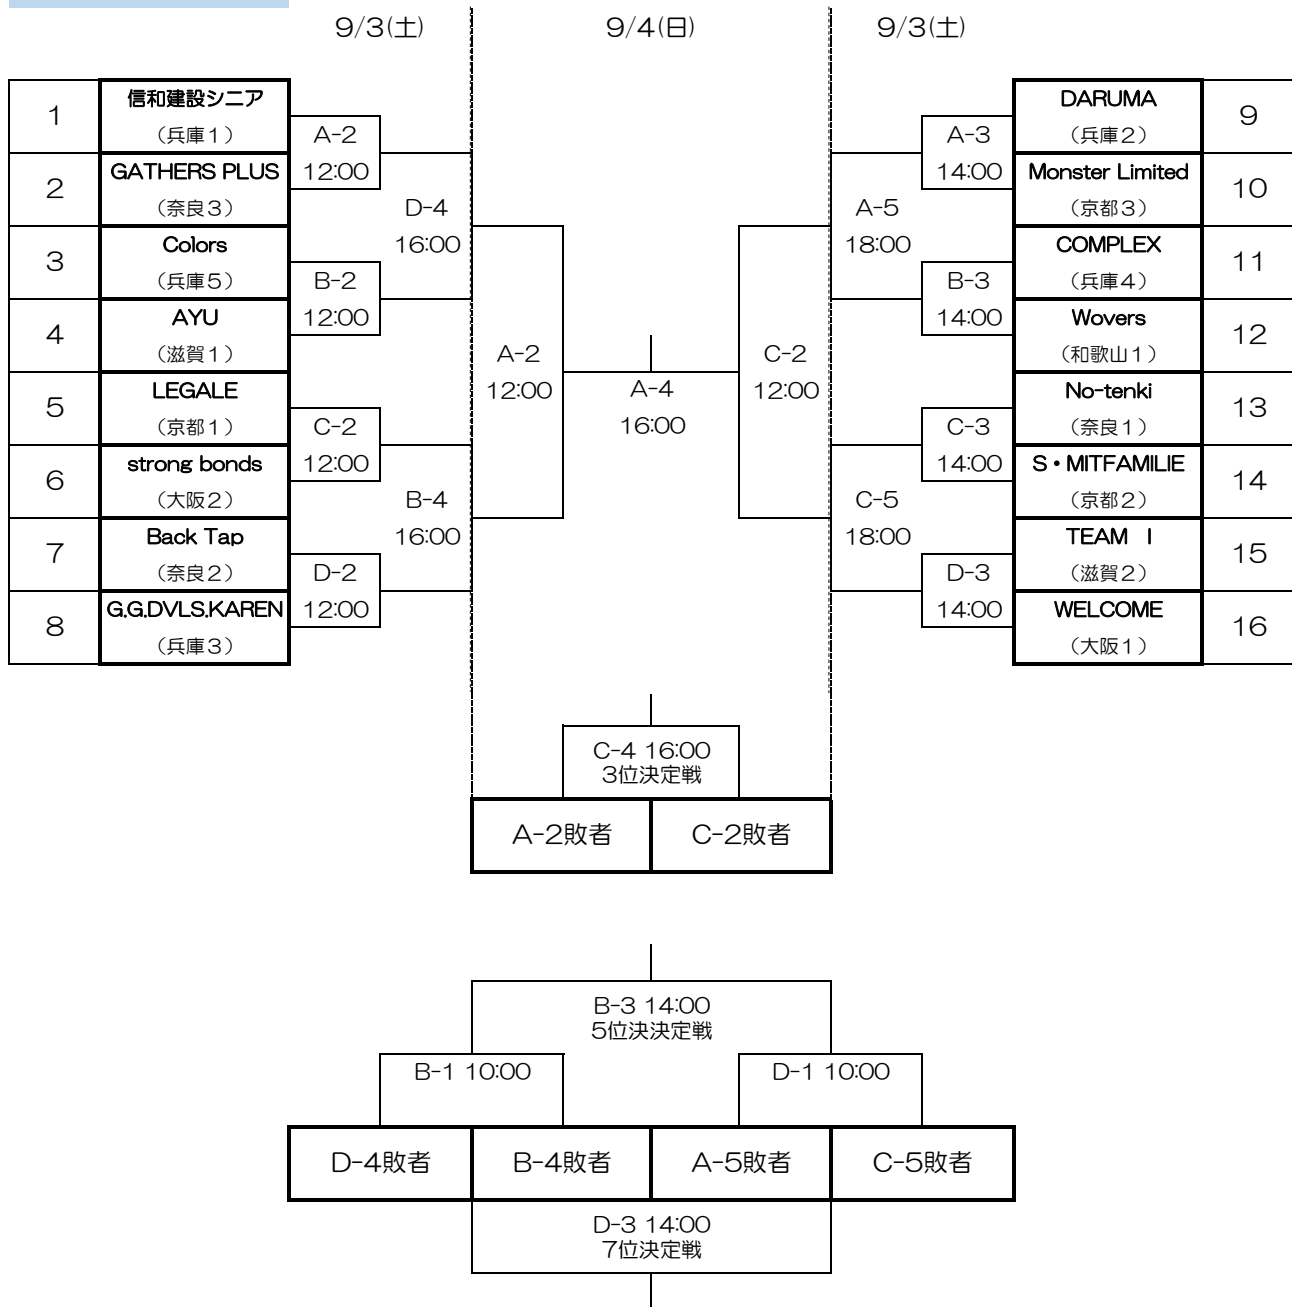 9/3(土)
9/4(日)
9/3(土)
1
信和建設シニア
（兵庫１）
2
GATHERS PLUS
（奈良３）
3
Colors
（兵庫５）
4
AYU
（滋賀１）
5
LEGALE
（京都１）
6
strong bonds
（大阪２）
7
Back Tap
（奈良２）
8
G.G.DVLS.KAREN
（兵庫３）
A-2
12:00
B-2
12:00
C-2
12:00
D-2
12:00
D-4
16:00
B-4
16:00
A-2
12:00
A-4
16:00
C-2
12:00
A-5
18:00
C-5
18:00
A-3
14:00
B-3
14:00
C-3
14:00
D-3
14:00
DARUMA
（兵庫２）
9
Monster Limited
（京都３）
10
COMPLEX
（兵庫４）
11
Wovers
（和歌山１）
12
No-tenki
（奈良１）
13
S・MITFAMILIE
（京都２）
14
TEAM　I
（滋賀２）
15
WELCOME
（大阪１）
16
C-4 16:00
3位決定戦
A-2敗者
C-2敗者
B-3 14:00
5位決決定戦
B-1 10:00
D-1 10:00
D-4敗者
B-4敗者
A-5敗者
C-5敗者
D-3 14:00
7位決定戦